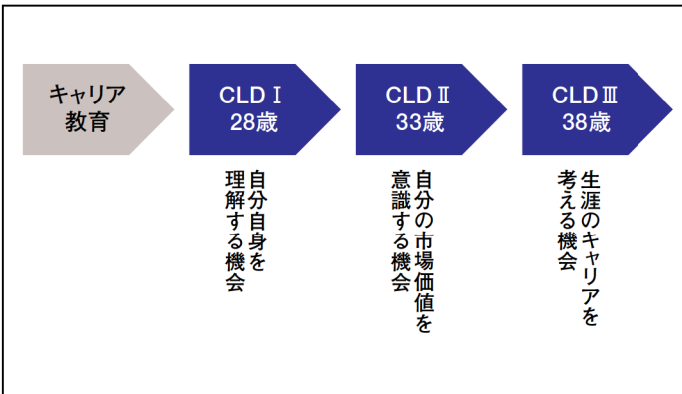 キャリア
教育
CLD Ⅰ
28歳
CLD Ⅱ
33歳
CLD Ⅲ
38歳
自分自身を
理解する機会
自分の市場価値を
意識する機会
生涯のキャリアを
考える機会